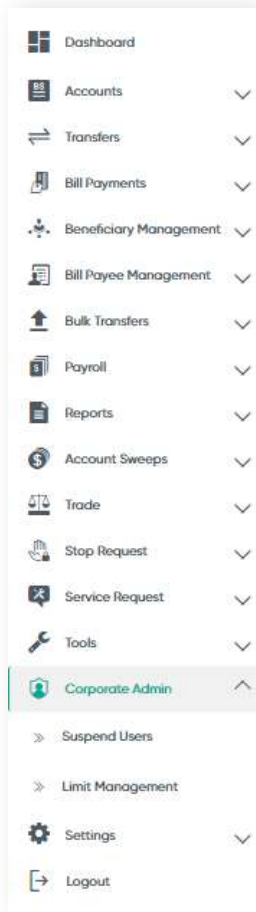 Dashboard
BS
Accounts
Transfers
Bill Payments
Beneficiary Management
Bill Payee Management
Bulk Transfers
$
Payroll
Reports
$
Account Sweeps
Trade
Stop Request
Service Request
Tools
Corporate Admin
Suspend Users
Limit Management
Settings
Logout